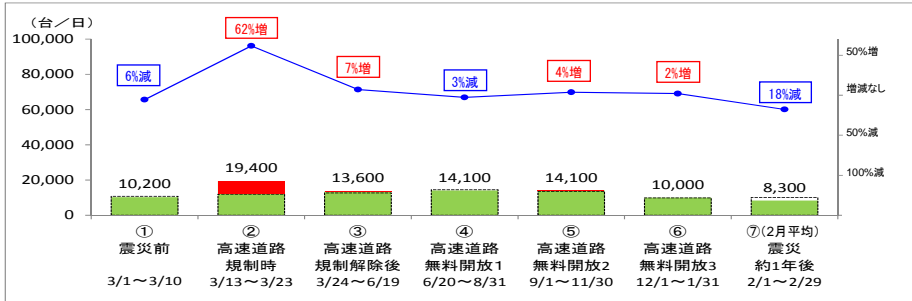 （台／日）
100,000
80,000
60,000
40,000
20,000
0
6%減
62%増
7%増
3%減
4%増
2%増
18%減
50%増
増減なし
50%減
100%減
10,200
19,400
13,600
14,100
14,100
10,000
8,300
①
震災前
3/1～3/10
②
高速道路
規制時
3/13～3/23
③
高速道路
規制解除後
3/24～6/19
④
高速道路
無料開放1
6/20～8/31
⑤
高速道路
無料開放2
9/1～11/30
⑥
高速道路
無料開放3
12/1～1/31
⑦(2月平均)
震災
約1年後
2/1～2/29